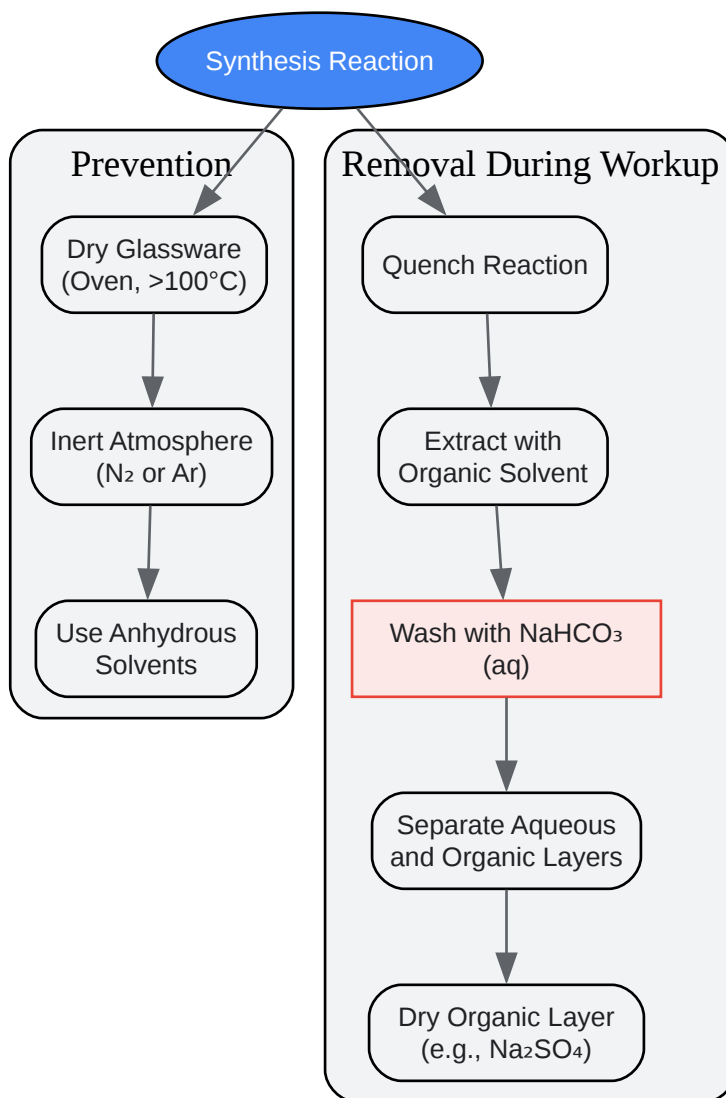 Synthesis Reaction
Prevention
Dry Glassware
(Oven, >100°C)
Inert Atmosphere
(N₂ or Ar)
Use Anhydrous
Solvents
Removal During Workup
Quench Reaction
Extract with
Organic Solvent
Wash with NaHCO₃
(aq)
Separate Aqueous
and Organic Layers
Dry Organic Layer
(e.g., Na₂SO₄)